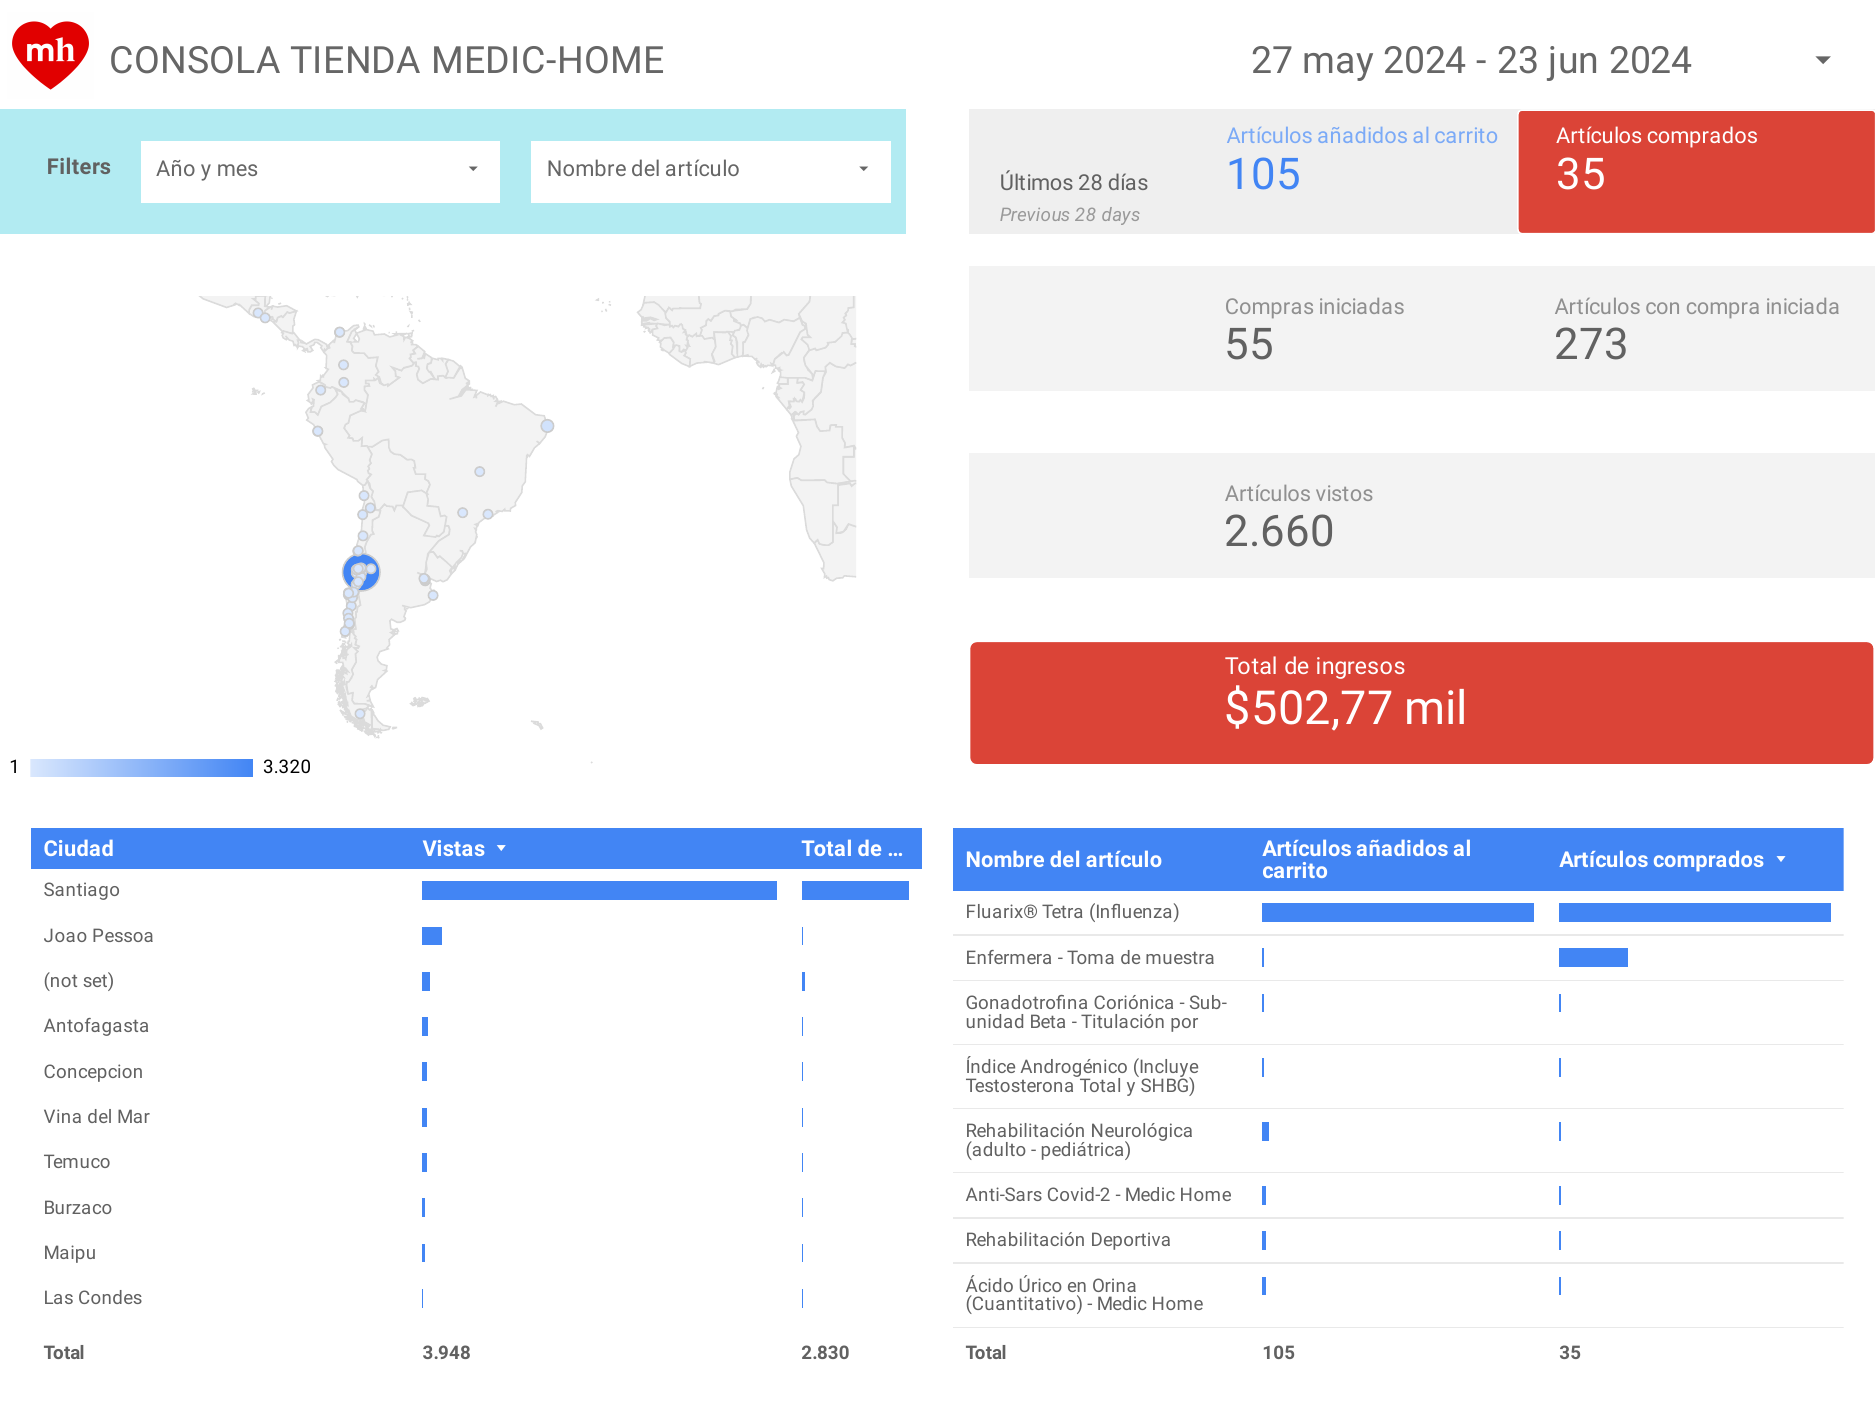 mh
CONSOLA TIENDA MEDIC-HOME
27 may 2024 - 23 jun 2024
Filters
Año y mes
Nombre del artículo
Últimos 28 días
Previous 28 days
Artículos añadidos al carrito
105
Artículos comprados
35
Compras iniciadas
55
Artículos con compra iniciada
273
Artículos vistos
2.660
Total de ingresos
$502,77 mil
1
3.320
Ciudad Vistas Total de ...
Santiago
Joao Pessoa
(not set)
Antofagasta
Concepcion
Vina del Mar
Temuco
Burzaco
Maipu
Las Condes
Total 3.948 2.830
Nombre del artículo
Artículos añadidos al
carrito
Artículos comprados
Fluarix® Tetra (Influenza)
Enfermera - Toma de muestra
Gonadotrofina Coriónica - Sub-
unidad Beta - Titulación por
Índice Androgénico (Incluye
Testosterona Total y SHBG)
Rehabilitación Neurológica
(adulto - pediátrica)
Anti-Sars Covid-2 - Medic Home
Rehabilitación Deportiva
Ácido Úrico en Orina
(Cuantitativo) - Medic Home
Total 105 35